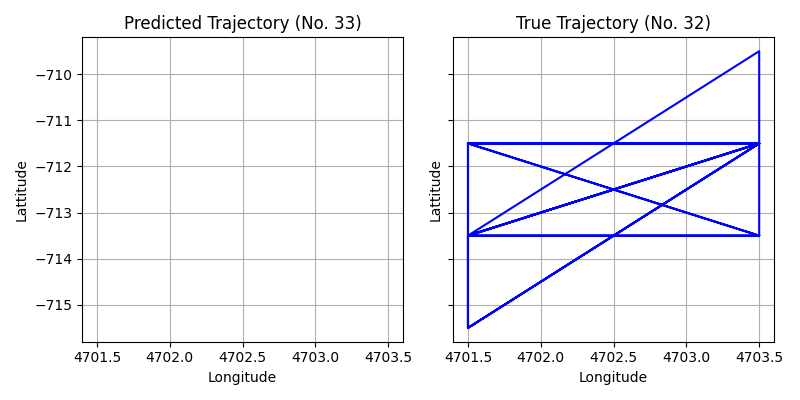 Predicted Trajectory (No. 33)
−710
−711
−712
−713
−714
−715
Lattitude
4701.5 4702.0 4702.5 4703.0 4703.5
Longitude
True Trajectory (No. 32)
Lattitude
4701.5 4702.0 4702.5 4703.0 4703.5
Longitude